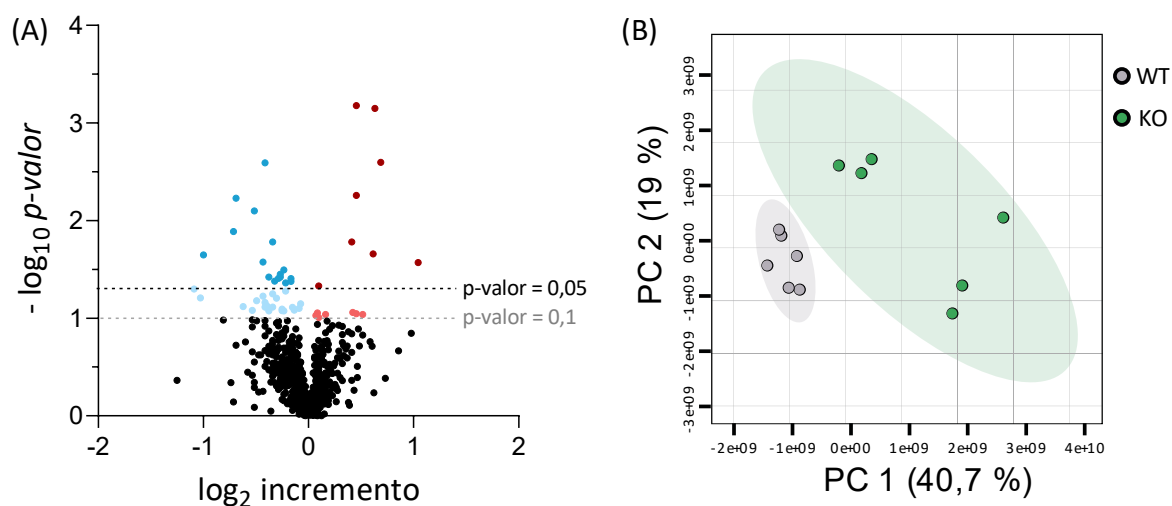 (A)
4
3
2
1
0
- log10 p-valor
-2
-1
0
1
2
log2 incremento
p-valor = 0,05
p-valor = 0,1
(B)
3e+09
2e+09
1e+09
0e+00
-1e+09
-2e+09
-3e+09
PC 2 (19 %)
-2e+09
-1e+09
0e+00
1e+09
2e+09
3e+09
4e+10
PC 1 (40,7 %)
WT
KO